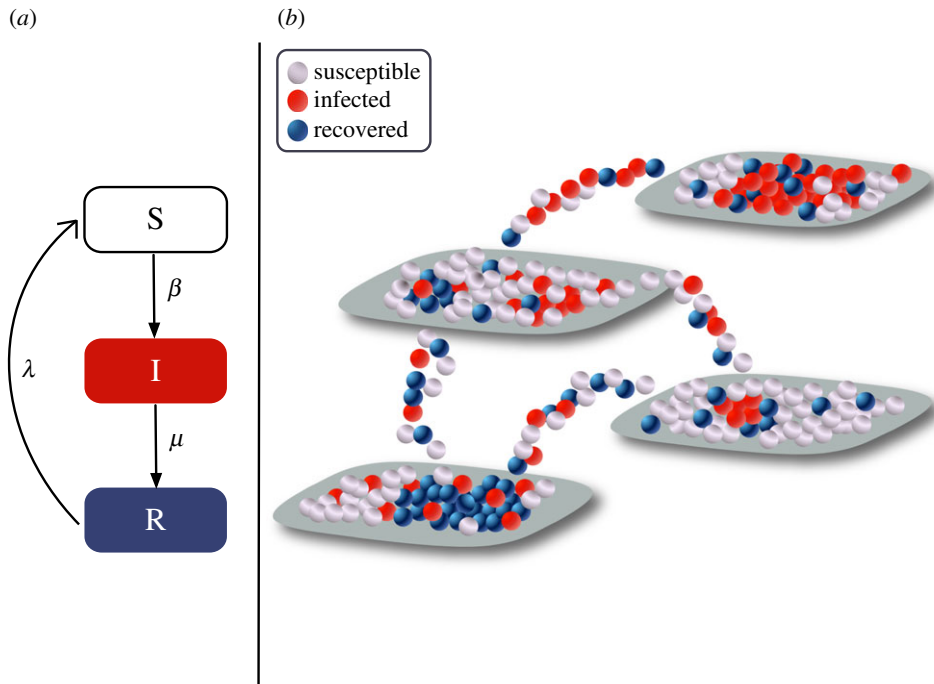 (a)
S
β
I
λ
μ
R
(b)
susceptible
infected
recovered